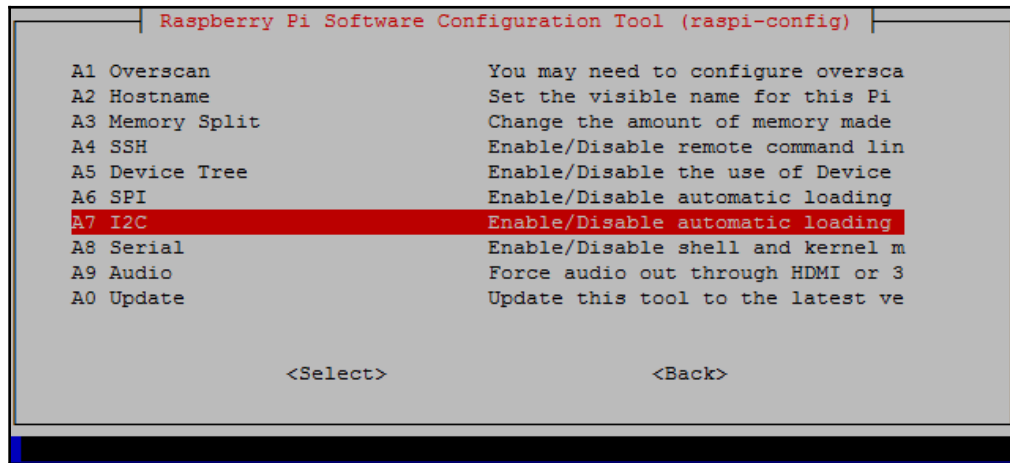 Raspberry Pi Software Configuration Tool (raspi-config)
A1 Overscan You may need to configure oversca
A2 Hostname Set the visible name for this Pi
A3 Memory Split Change the amount of memory made
A4 SSH Enable/Disable remote command lin
A5 Device Tree Enable/Disable the use of Device
A6 SPI Enable/Disable automatic loading
A7 I2C Enable/Disable automatic loading
A8 Serial Enable/Disable shell and kernel m
A9 Audio Force audio out through HDMI or 3
A0 Update Update this tool to the latest ve
<Select> <Back>